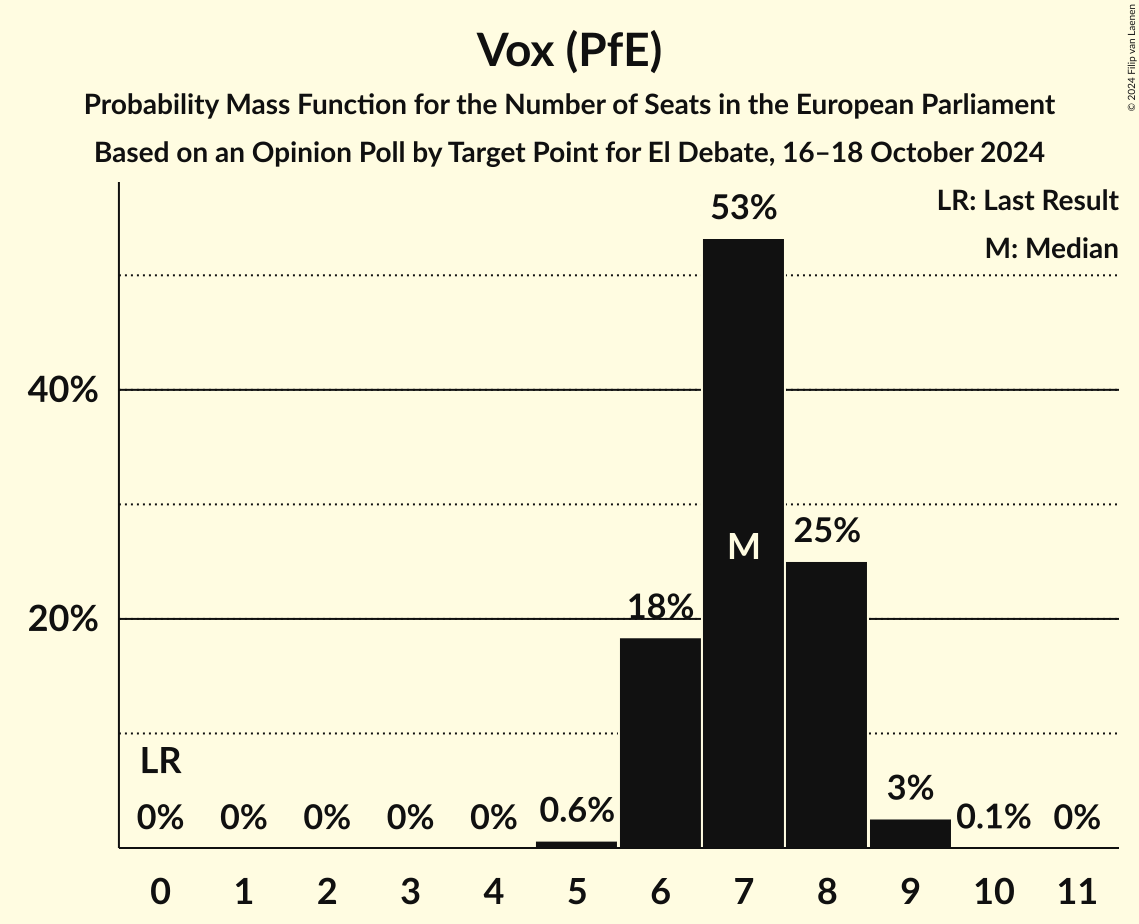 Vox (PfE)
Probability Mass Function for the Number of Seats in the European Parliament
Based on an Opinion Poll by Target Point for El Debate, 16–18 October 2024
© 2024 Filip van Laenen
LR: Last Result
M: Median
53%
40%
25%
M
18%
20%
LR
0% 0% 0% 0% 0% 0.6% 3% 0.1% 0%
0 1 2 3 4 5 6 7 8 9 10 11